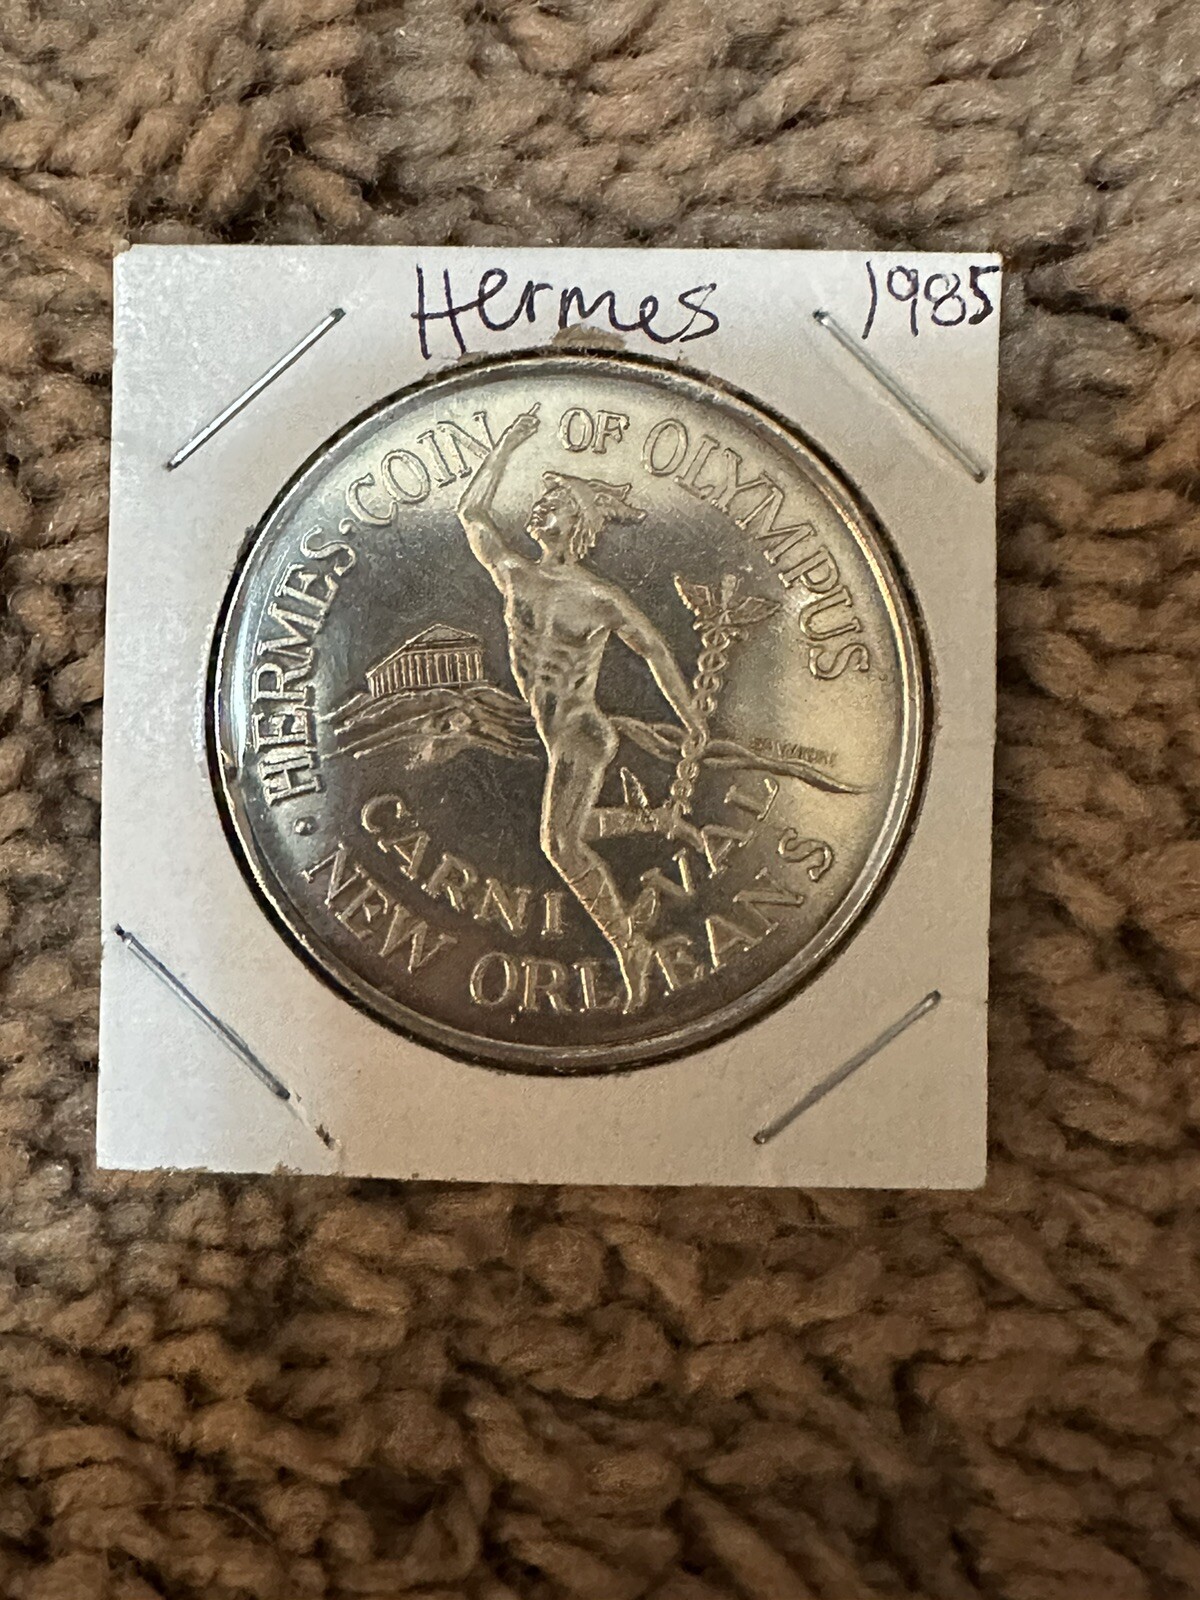 Hermes 1985
· HERMES · COIN OF OLYMPUS
CARNIVAL
NEW ORLEANS